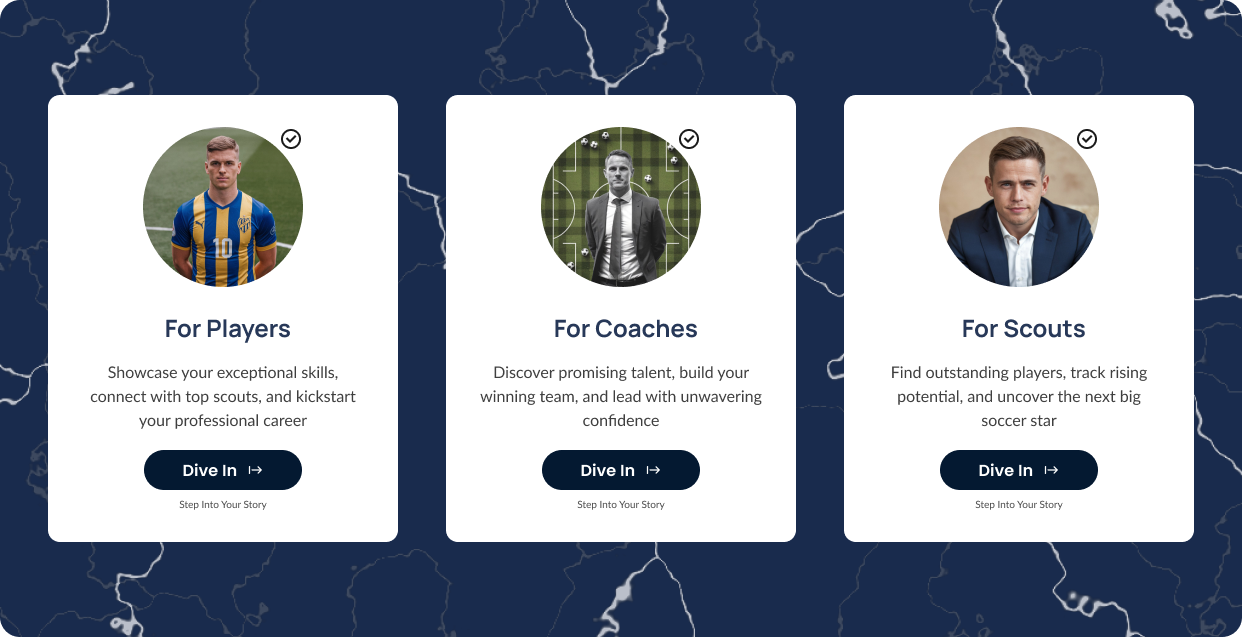 10
For Players
Showcase your exceptional skills,
connect with top scouts, and kickstart
your professional career
Dive In
Step Into Your Story
For Coaches
Discover promising talent, build your
winning team, and lead with unwavering
confidence
Dive In
Step Into Your Story
For Scouts
Find outstanding players, track rising
potential, and uncover the next big
soccer star
Dive In
Step Into Your Story